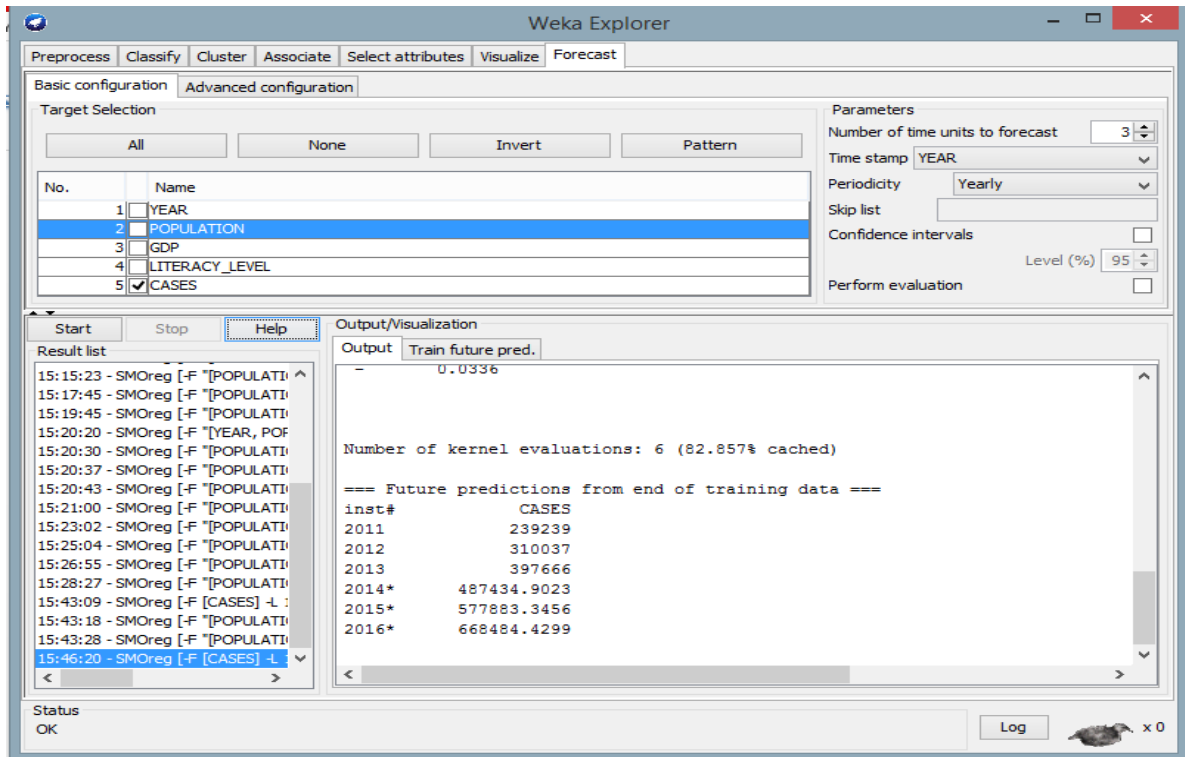 Weka Explorer
Preprocess Classify Cluster Associate Select attributes Visualize Forecast
Basic configuration Advanced configuration
Target Selection
All None Invert Pattern
No. Name
1 YEAR
2 POPULATION
3 GDP
4 LITERACY_LEVEL
5 CASES
Parameters
Number of time units to forecast 3
Time stamp YEAR
Periodicity Yearly
Skip list
Confidence intervals
Level (%) 95
Perform evaluation
Start Stop Help
Result list
15:15:23 - SMOreg [-F "[POPULATI
15:17:45 - SMOreg [-F "[POPULATI
15:19:45 - SMOreg [-F "[POPULATI
15:20:20 - SMOreg [-F "[YEAR, POP
15:20:30 - SMOreg [-F "[POPULATI
15:20:37 - SMOreg [-F "[POPULATI
15:20:43 - SMOreg [-F "[POPULATI
15:21:00 - SMOreg [-F "[POPULATI
15:23:02 - SMOreg [-F "[POPULATI
15:25:04 - SMOreg [-F "[POPULATI
15:26:55 - SMOreg [-F "[POPULATI
15:28:27 - SMOreg [-F "[POPULATI
15:43:09 - SMOreg [-F [CASES] -L
15:43:18 - SMOreg [-F "[POPULATI
15:43:28 - SMOreg [-F "[POPULATI
15:46:20 - SMOreg [-F [CASES] -L
Output/Visualization
Output Train future pred.
- 0.0336
Number of kernel evaluations: 6 (82.857% cached)
=== Future predictions from end of training data ===
inst# CASES
2011 239239
2012 310037
2013 397666
2014* 487434.9023
2015* 577883.3456
2016* 668484.4299
Status
OK
Log x 0